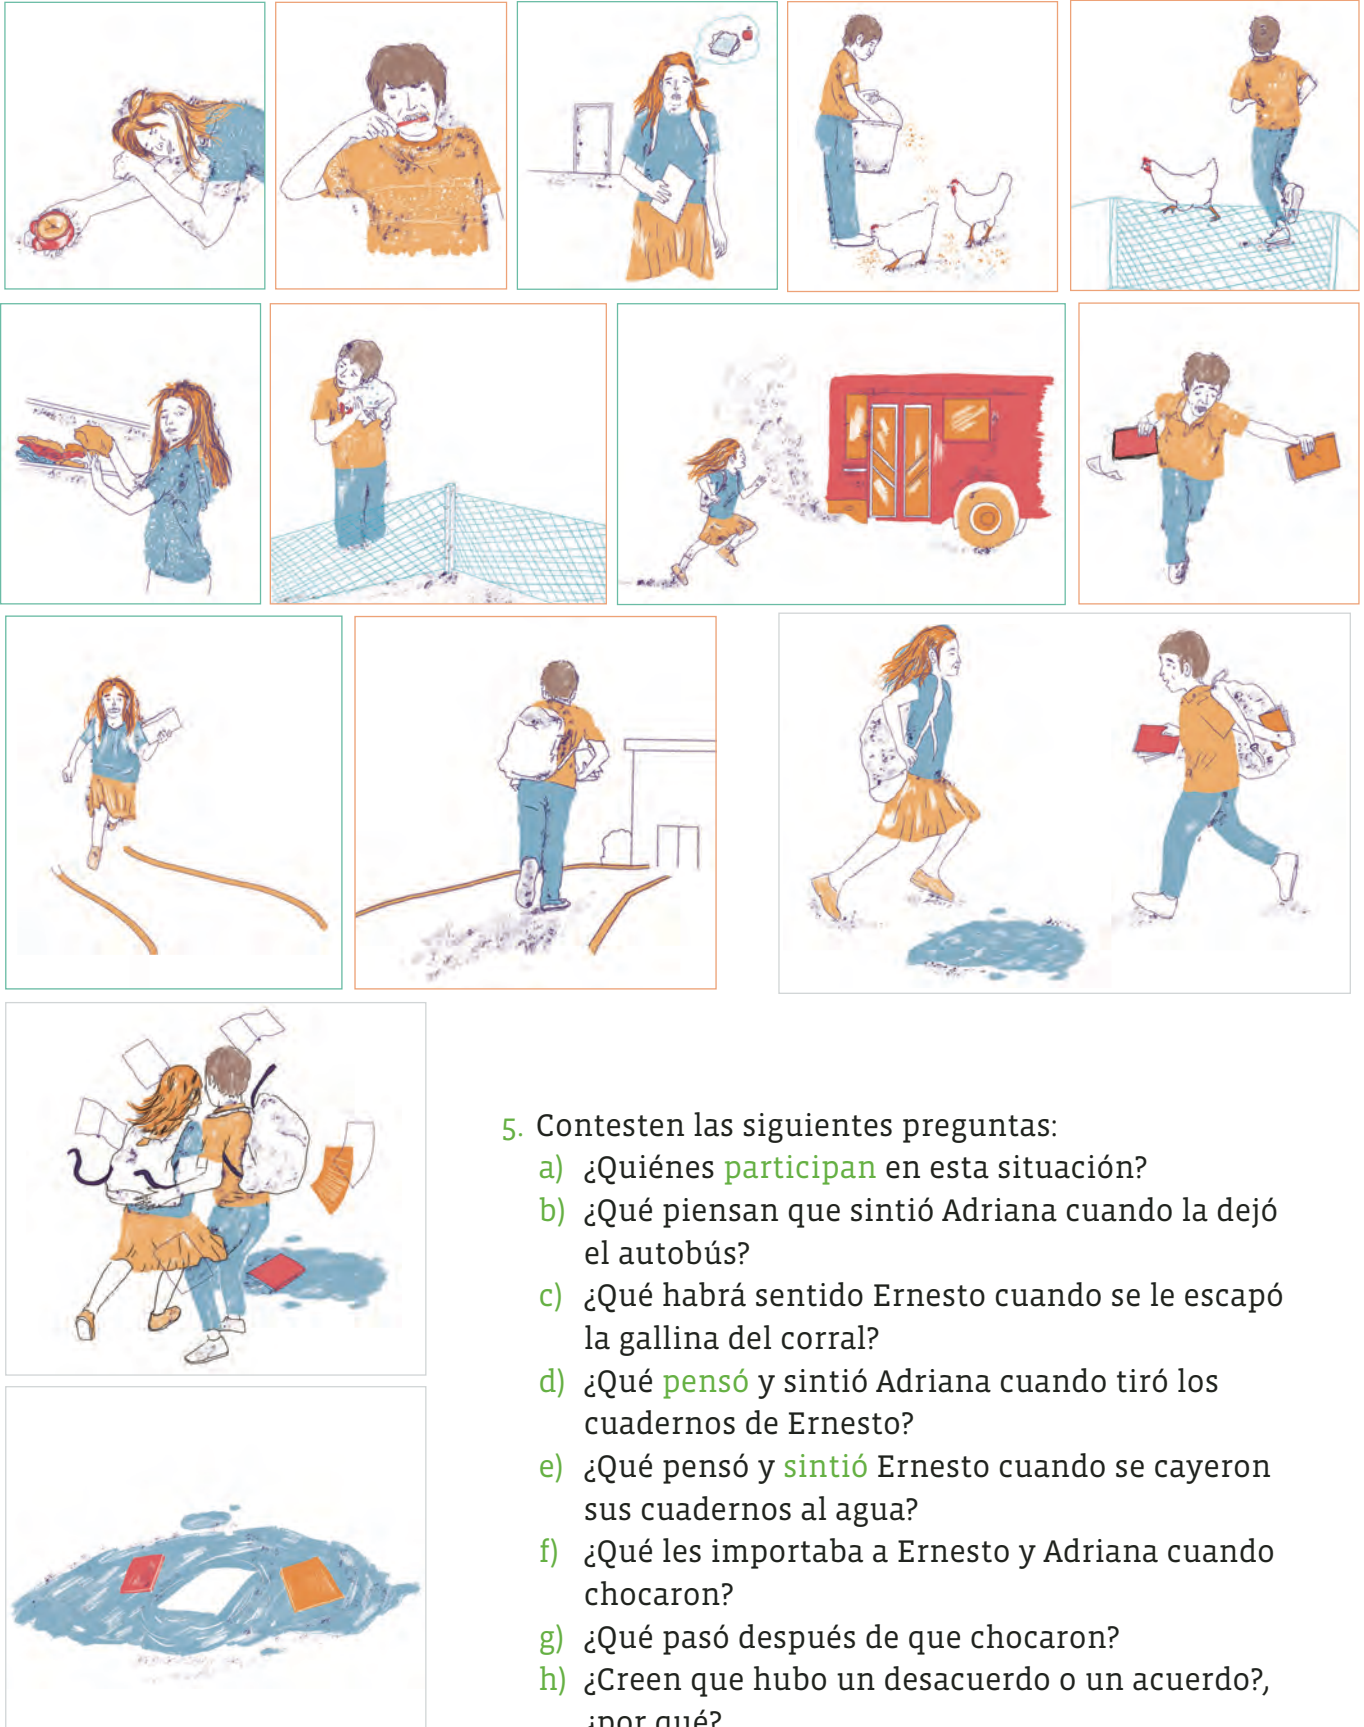 5. Contesten las siguientes preguntas:
a) ¿Quiénes participan en esta situación?
b) ¿Qué piensan que sintió Adriana cuando la dejó
el autobús?
c) ¿Qué habrá sentido Ernesto cuando se le escapó
la gallina del corral?
d) ¿Qué pensó y sintió Adriana cuando tiró los
cuadernos de Ernesto?
e) ¿Qué pensó y sintió Ernesto cuando se cayeron
sus cuadernos al agua?
f) ¿Qué les importaba a Ernesto y Adriana cuando
chocaron?
g) ¿Qué pasó después de que chocaron?
h) ¿Creen que hubo un desacuerdo o un acuerdo?,
¿por qué?